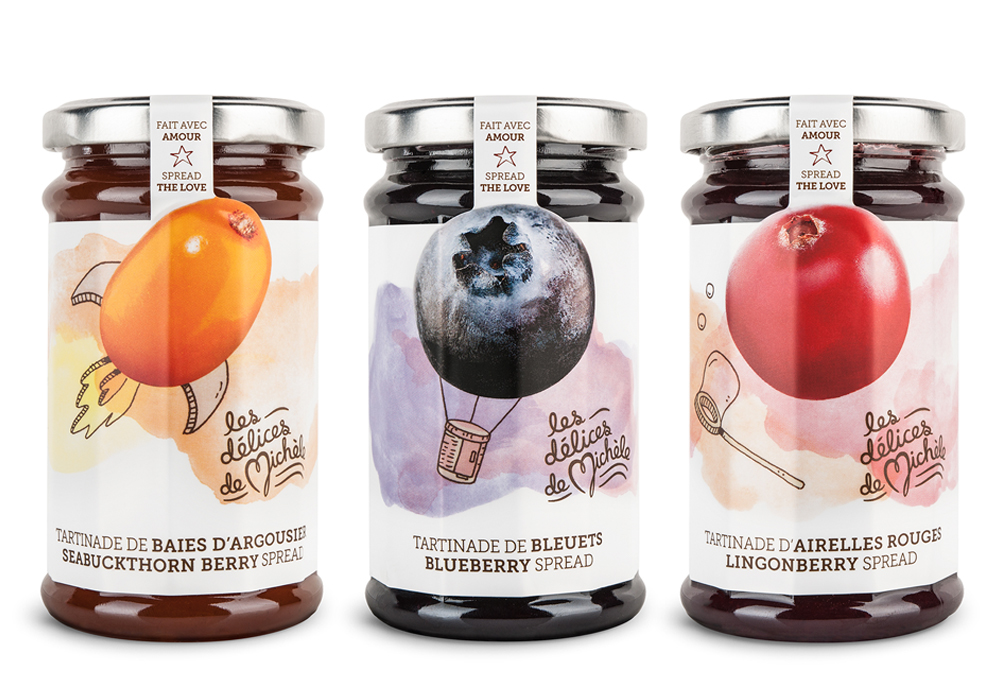 FAIT AVEC
AMOUR
SPREAD
THE LOVE
les
délices
de Michèle
TARTINADE DE BAIES D'ARGOUSIER
SEABUCKTHORN BERRY SPREAD
FAIT AVEC
AMOUR
SPREAD
THE LOVE
les
délices
de Michèle
TARTINADE DE BLEUETS
BLUEBERRY SPREAD
FAIT AVEC
AMOUR
SPREAD
THE LOVE
les
délices
de Michèle
TARTINADE D'AIRELLES ROUGES
LINGONBERRY SPREAD